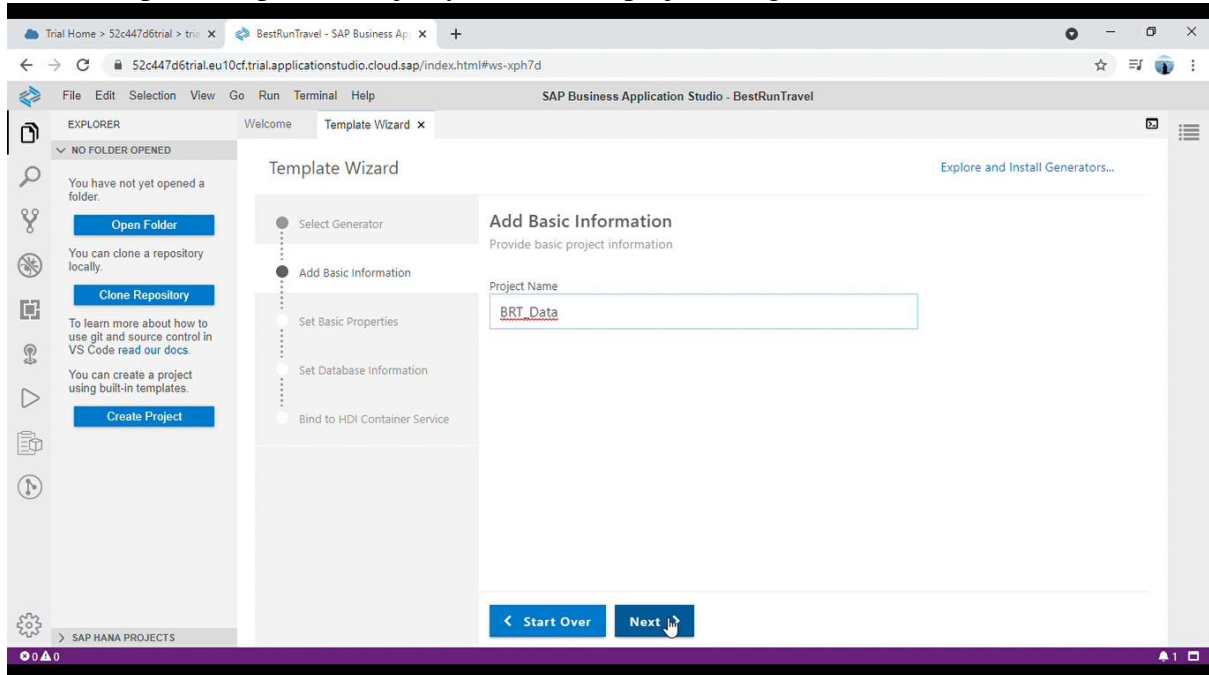 Trial Home > 52c447d6trial > tria
BestRunTravel - SAP Business Ap
52c447d6trial.eu10cf.trial.applicationstudio.cloud.sap/index.html#ws-xph7d
File Edit Selection View Go Run Terminal Help
SAP Business Application Studio - BestRunTravel
EXPLORER
NO FOLDER OPENED
You have not yet opened a
folder.
Open Folder
You can clone a repository
locally.
Clone Repository
To learn more about how to
use git and source control in
VS Code read our docs.
You can create a project
using built-in templates.
Create Project
SAP HANA PROJECTS
Welcome
Template Wizard
Template Wizard
Explore and Install Generators...
Select Generator
Add Basic Information
Set Basic Properties
Set Database Information
Bind to HDI Container Service
Add Basic Information
Provide basic project information
Project Name
BRT_Data
< Start Over
Next >
0 0
1